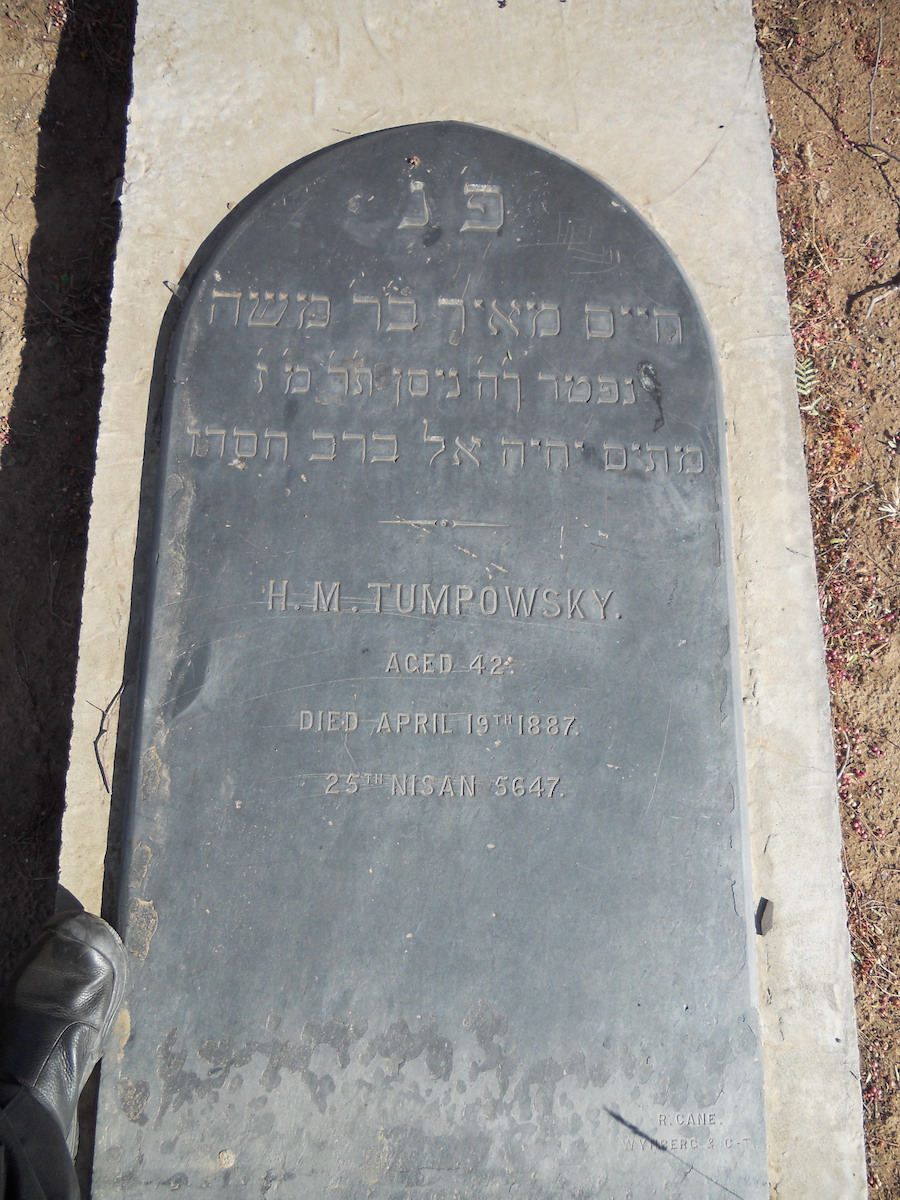 פ נ
חיים מאיר בר׳ משה
נפטר ך׳ה׳ ניסן תר׳ מ׳ ז׳
מתים יחיה אל ברב חסדו
H. M. TUMPOWSKY.
AGED 42.
DIED APRIL 19TH 1887.
25TH NISAN 5647.
R. CANE.
WYNBERG & C-T